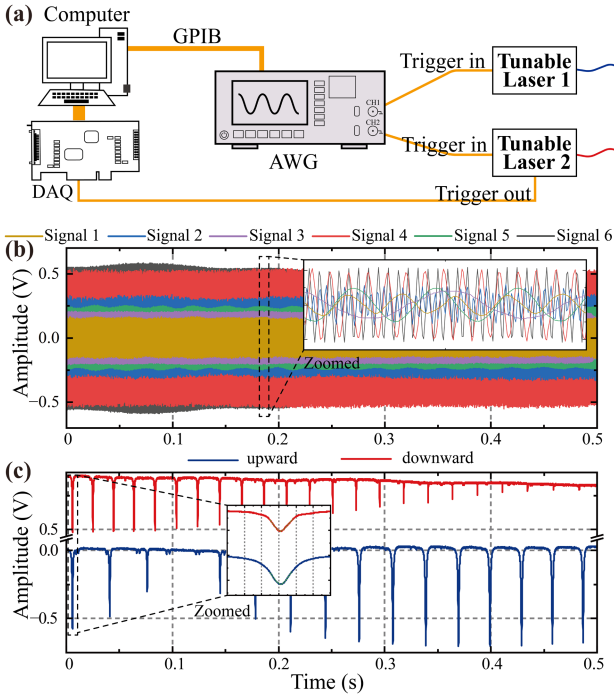 (a)
Computer
GPIB
Trigger in
Tunable
Laser 1
CH1
CH2
AWG
Trigger in
Tunable
Laser 2
DAQ
Trigger out
Signal 1 Signal 2 Signal 3 Signal 4 Signal 5 Signal 6
(b)
Amplitude (V)
0.5
0.0
−0.5
Zoomed
0 0.1 0.2 0.3 0.4 0.5
upward downward
(c)
Amplitude (V)
0.5
0.0
−0.5
Zoomed
0 0.1 0.2 0.3 0.4 0.5
Time (s)